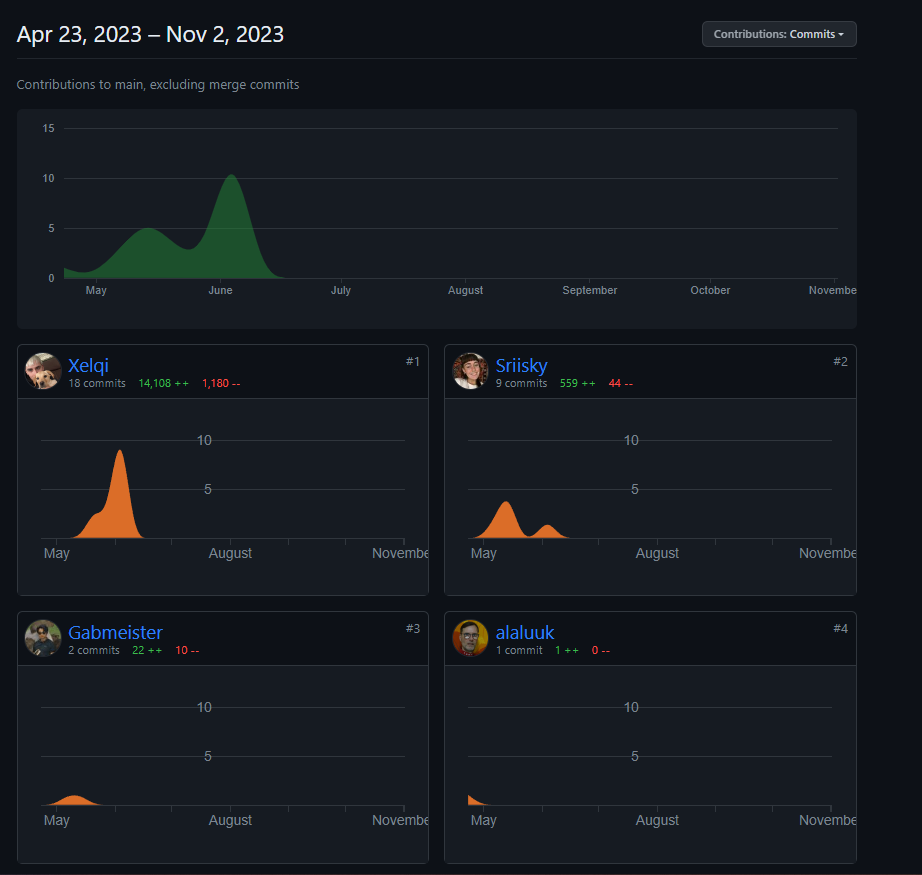 Apr 23, 2023 – Nov 2, 2023
Contributions: Commits
Contributions to main, excluding merge commits
15
10
5
0
May June July August September October Novembe
Xelqi #1
18 commits 14,108 ++ 1,180 --
10
5
May August Novembe
Sriisky #2
9 commits 559 ++ 44 --
10
5
May August Novembe
Gabmeister #3
2 commits 22 ++ 10 --
10
5
May August Novembe
alaluuk #4
1 commit 1 ++ 0 --
10
5
May August Novembe